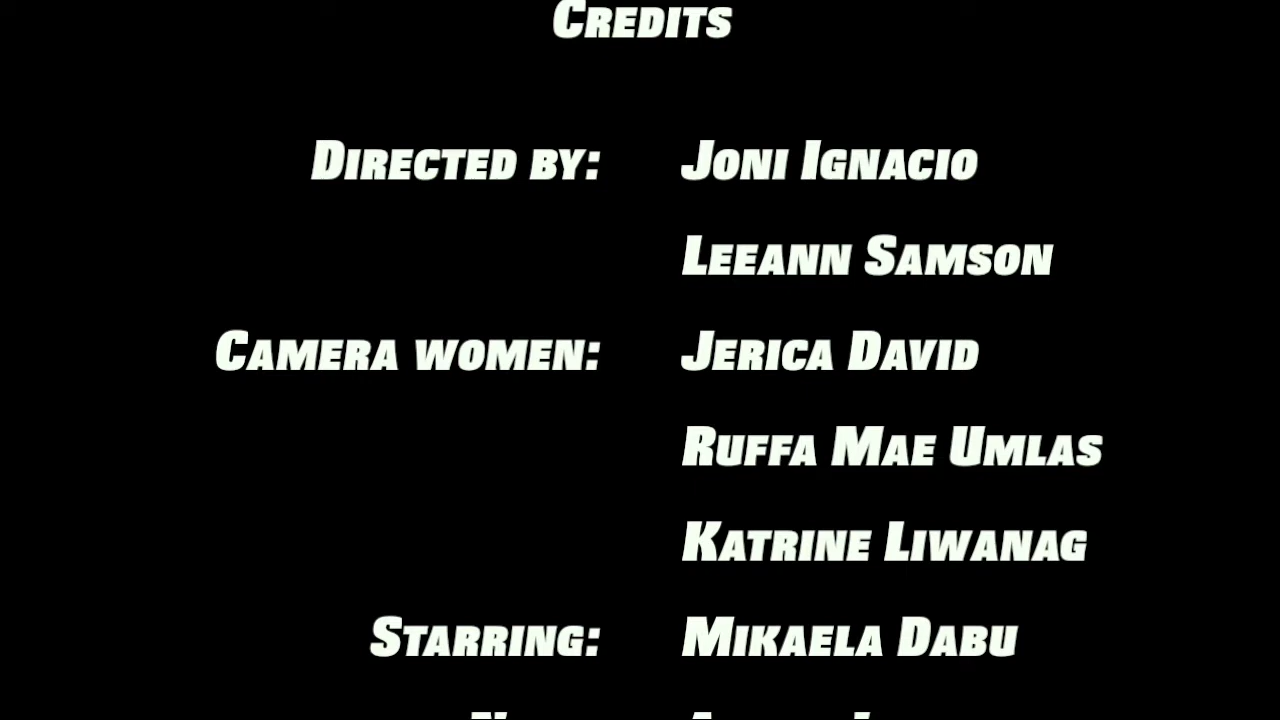 Credits
Directed by: Joni Ignacio
Leeann Samson
Camera women: Jerica David
Ruffa Mae Umlas
Katrine Liwanag
Starring: Mikaela Dabu